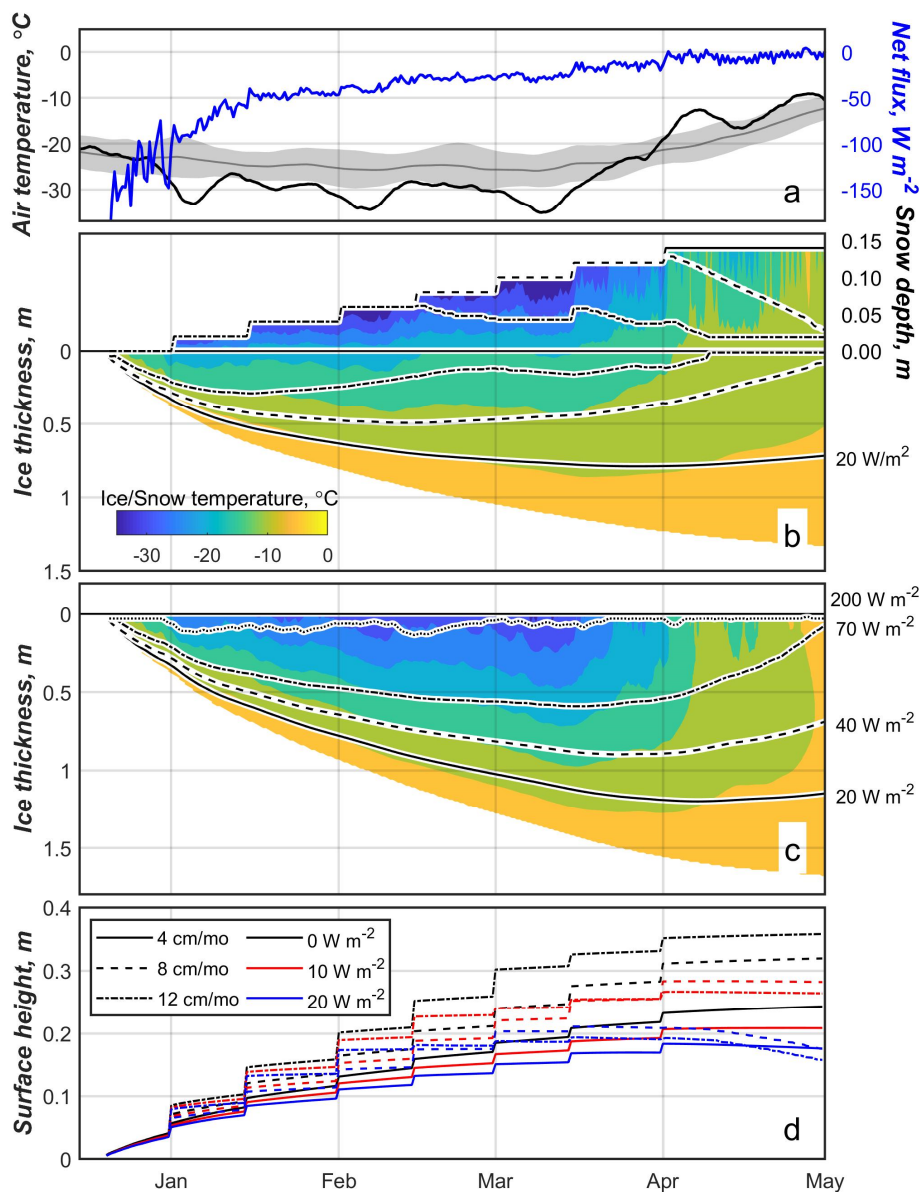 Air temperature, °C
0
-10
-20
-30
0
-50
-100
-150
Net flux, W m-2
a
Ice thickness, m
0
0.5
1
1.5
0.15
0.10
0.05
0.00
Snow depth, m
20 W/m2
Ice/Snow temperature, °C
-30 -20 -10 0
b
Ice thickness, m
0
0.5
1
1.5
200 W m-2
70 W m-2
40 W m-2
20 W m-2
c
Surface height, m
0.4
0.3
0.2
0.1
0
4 cm/mo 0 W m-2
8 cm/mo 10 W m-2
12 cm/mo 20 W m-2
d
Jan Feb Mar Apr May